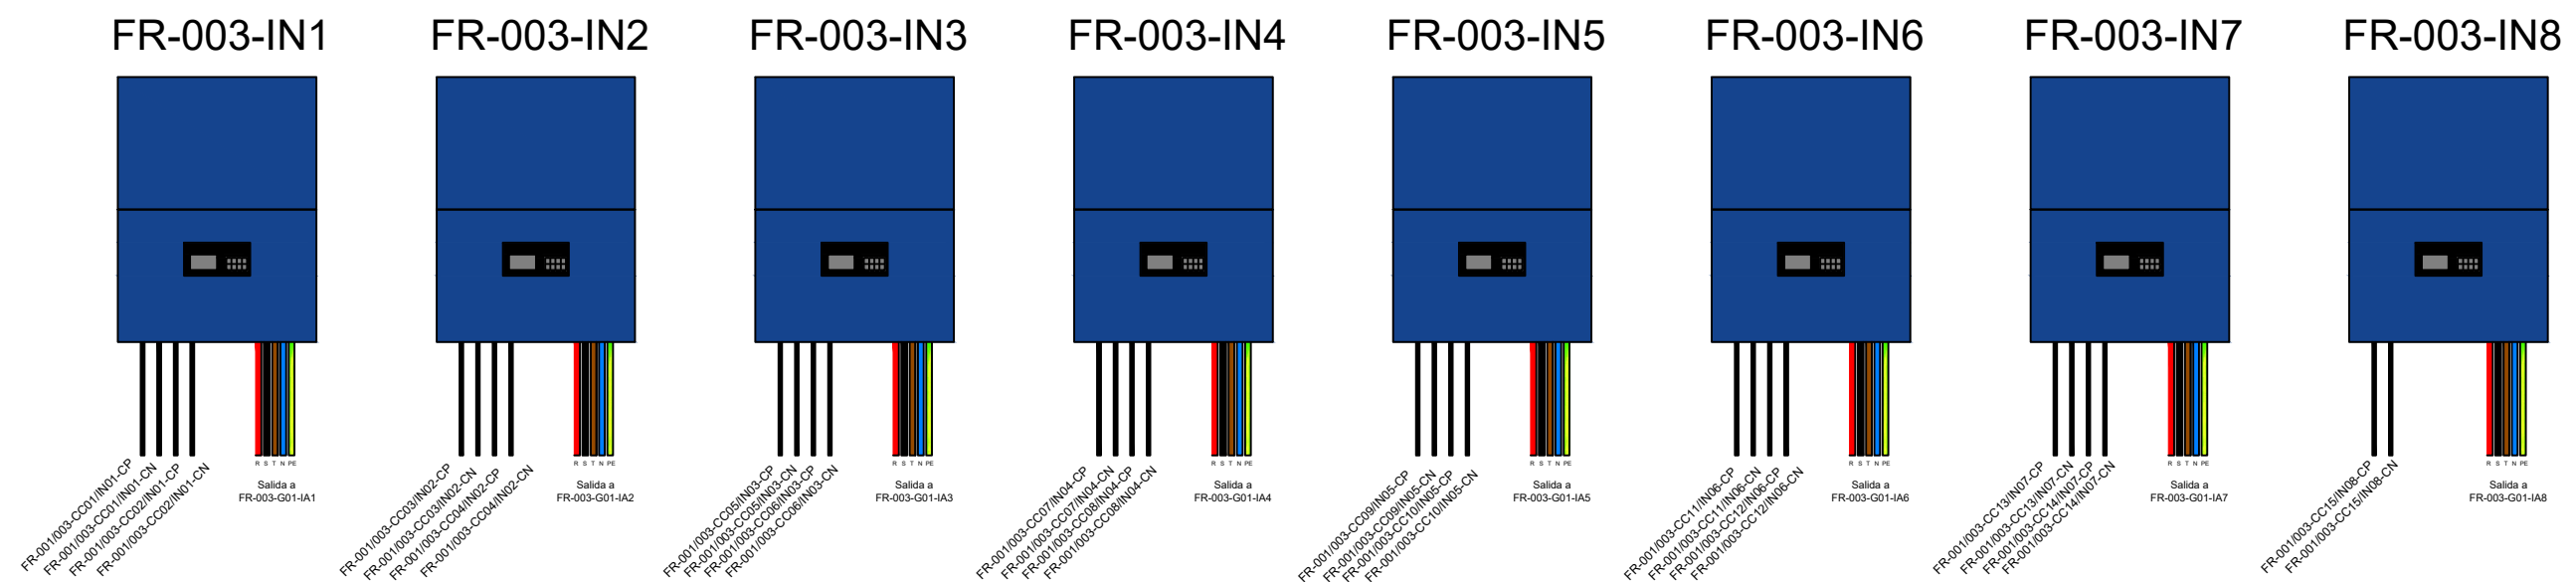 FR-003-IN1
FR-003-IN2
FR-003-IN3
FR-003-IN4
FR-003-IN5
FR-003-IN6
FR-003-IN7
FR-003-IN8
FR-001/003-CC01/IN01-CP
FR-001/003-CC01/IN01-CN
FR-001/003-CC02/IN01-CP
FR-001/003-CC02/IN01-CN
R S T N PE
Salida a
FR-003-G01-IA1
FR-001/003-CC03/IN02-CP
FR-001/003-CC03/IN02-CN
FR-001/003-CC04/IN02-CP
FR-001/003-CC04/IN02-CN
R S T N PE
Salida a
FR-003-G01-IA2
FR-001/003-CC05/IN03-CP
FR-001/003-CC05/IN03-CN
FR-001/003-CC06/IN03-CP
FR-001/003-CC06/IN03-CN
R S T N PE
Salida a
FR-003-G01-IA3
FR-001/003-CC07/IN04-CP
FR-001/003-CC07/IN04-CN
FR-001/003-CC08/IN04-CP
FR-001/003-CC08/IN04-CN
R S T N PE
Salida a
FR-003-G01-IA4
FR-001/003-CC09/IN05-CP
FR-001/003-CC09/IN05-CN
FR-001/003-CC10/IN05-CP
FR-001/003-CC10/IN05-CN
R S T N PE
Salida a
FR-003-G01-IA5
FR-001/003-CC11/IN06-CP
FR-001/003-CC11/IN06-CN
FR-001/003-CC12/IN06-CP
FR-001/003-CC12/IN06-CN
R S T N PE
Salida a
FR-003-G01-IA6
FR-001/003-CC13/IN07-CP
FR-001/003-CC13/IN07-CN
FR-001/003-CC14/IN07-CP
FR-001/003-CC14/IN07-CN
R S T N PE
Salida a
FR-003-G01-IA7
FR-001/003-CC15/IN08-CP
FR-001/003-CC15/IN08-CN
R S T N PE
Salida a
FR-003-G01-IA8